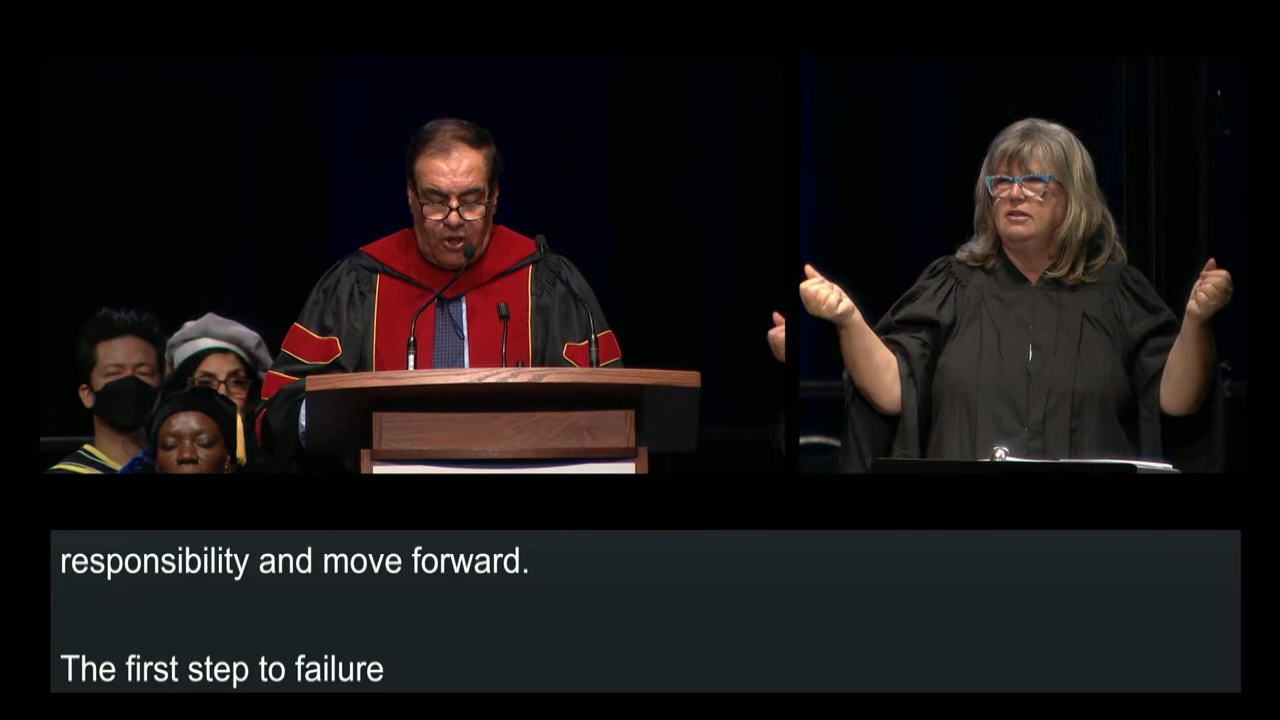 responsibility and move forward.
The first step to failure